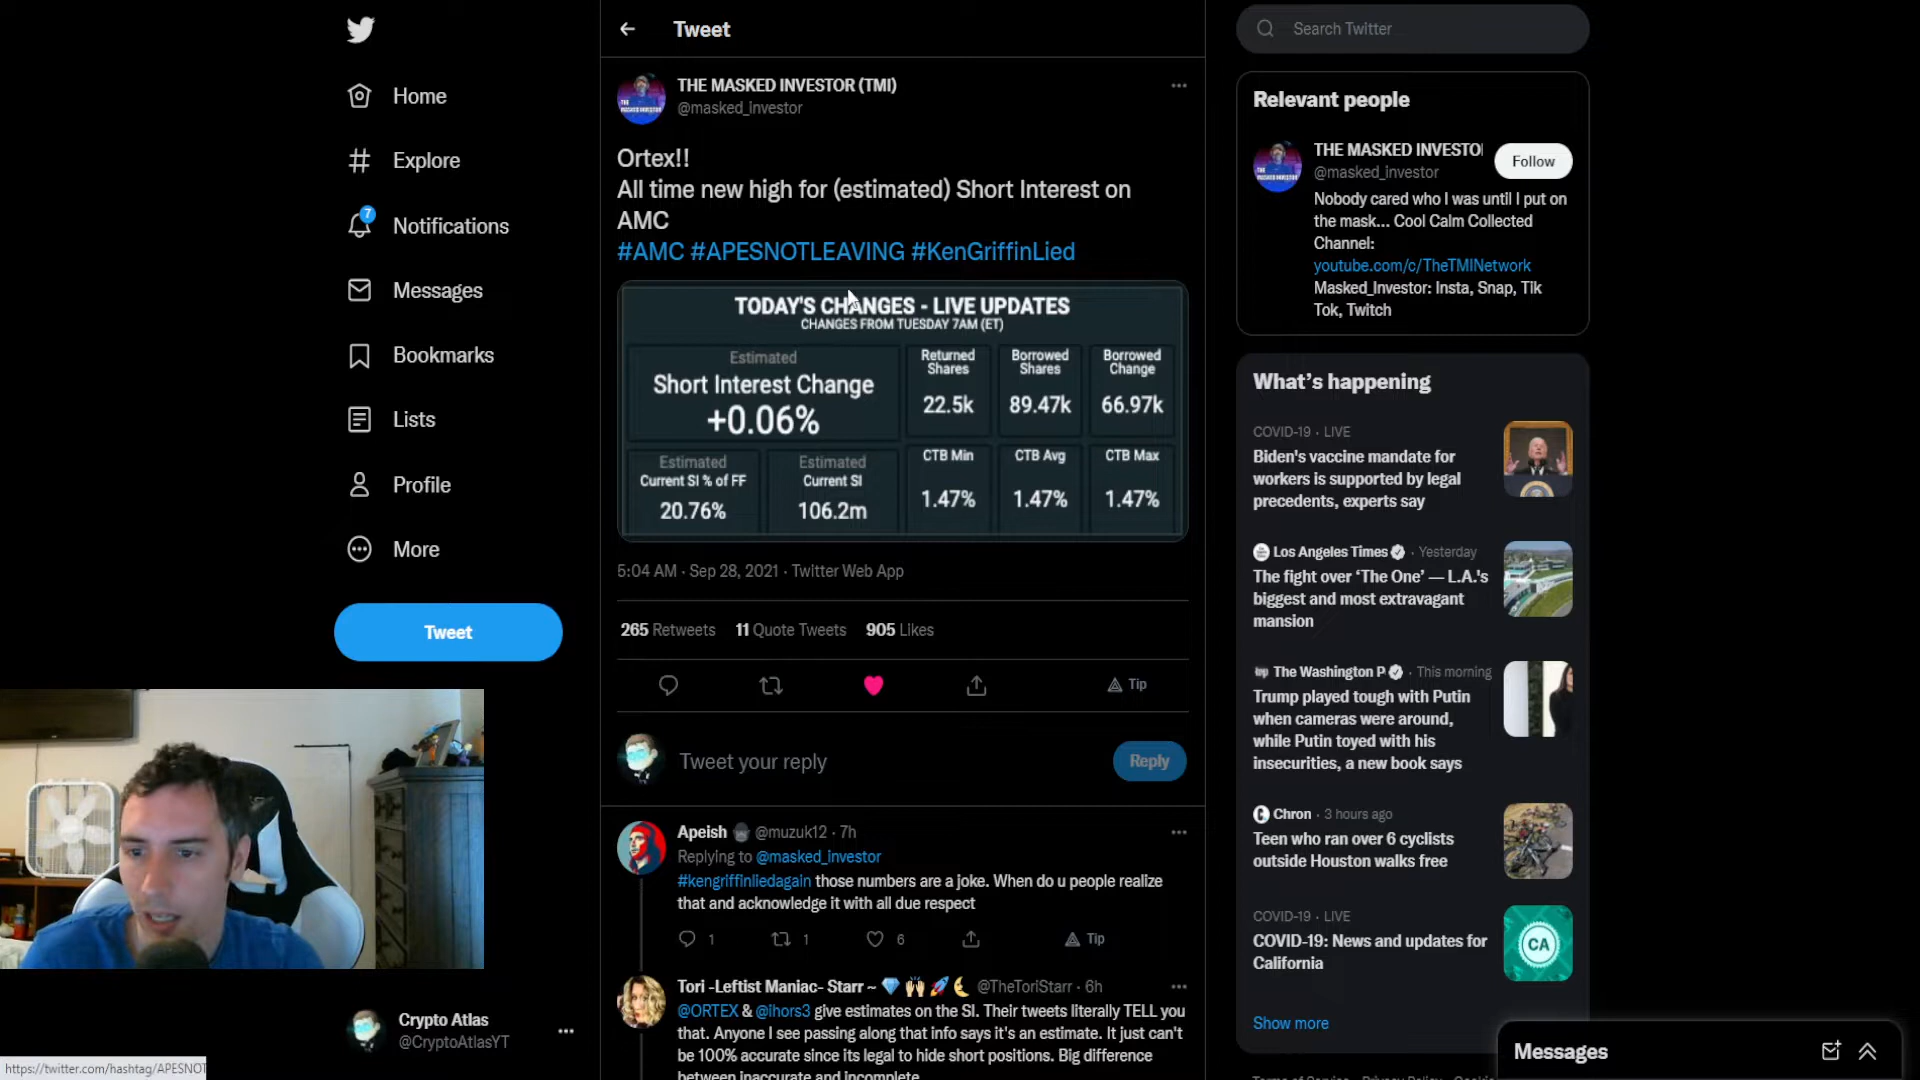 Home
Explore
7
Notifications
Messages
Bookmarks
Lists
Profile
More
Tweet
Crypto Atlas
@CryptoAtlasYT
https://twitter.com/hashtag/APESNOT
Tweet
THE MASKED INVESTOR (TMI)
@masked_investor
Ortex!!
All time new high for (estimated) Short Interest on
AMC
#AMC #APESNOTLEAVING #KenGriffinLied
TODAY'S CHANGES - LIVE UPDATES
CHANGES FROM TUESDAY 7AM (ET)
Estimated
Short Interest Change
+0.06%
Returned
Shares
22.5k
Borrowed
Shares
89.47k
Borrowed
Change
66.97k
Estimated
Current SI % of FF
20.76%
Estimated
Current SI
106.2m
CTB Min
1.47%
CTB Avg
1.47%
CTB Max
1.47%
5:04 AM · Sep 28, 2021 · Twitter Web App
265 Retweets 11 Quote Tweets 905 Likes
Tip
Tweet your reply
Reply
Apeish @muzuk12 · 7h
Replying to @masked_investor
#kengriffinliedagain those numbers are a joke. When do u people realize
that and acknowledge it with all due respect
1 1 6 Tip
Tori -Leftist Maniac- Starr ~ 💎 🙌 🚀 🌜 @TheToriStarr · 6h
@ORTEX & @ihors3 give estimates on the SI. Their tweets literally TELL you
that. Anyone I see passing along that info says it's an estimate. It just can't
be 100% accurate since its legal to hide short positions. Big difference
between inaccurate and incomplete
Search Twitter
Relevant people
THE MASKED INVESTO
@masked_investor
Follow
Nobody cared who I was until I put on
the mask... Cool Calm Collected
Channel:
youtube.com/c/TheTMINetwork
Masked_Investor: Insta, Snap, Tik
Tok, Twitch
What's happening
COVID-19 · LIVE
Biden's vaccine mandate for
workers is supported by legal
precedents, experts say
Los Angeles Times · Yesterday
The fight over ‘The One’ — L.A.'s
biggest and most extravagant
mansion
The Washington P · This morning
Trump played tough with Putin
when cameras were around,
while Putin toyed with his
insecurities, a new book says
Chron · 3 hours ago
Teen who ran over 6 cyclists
outside Houston walks free
COVID-19 · LIVE
COVID-19: News and updates for
California
CA
Show more
Messages